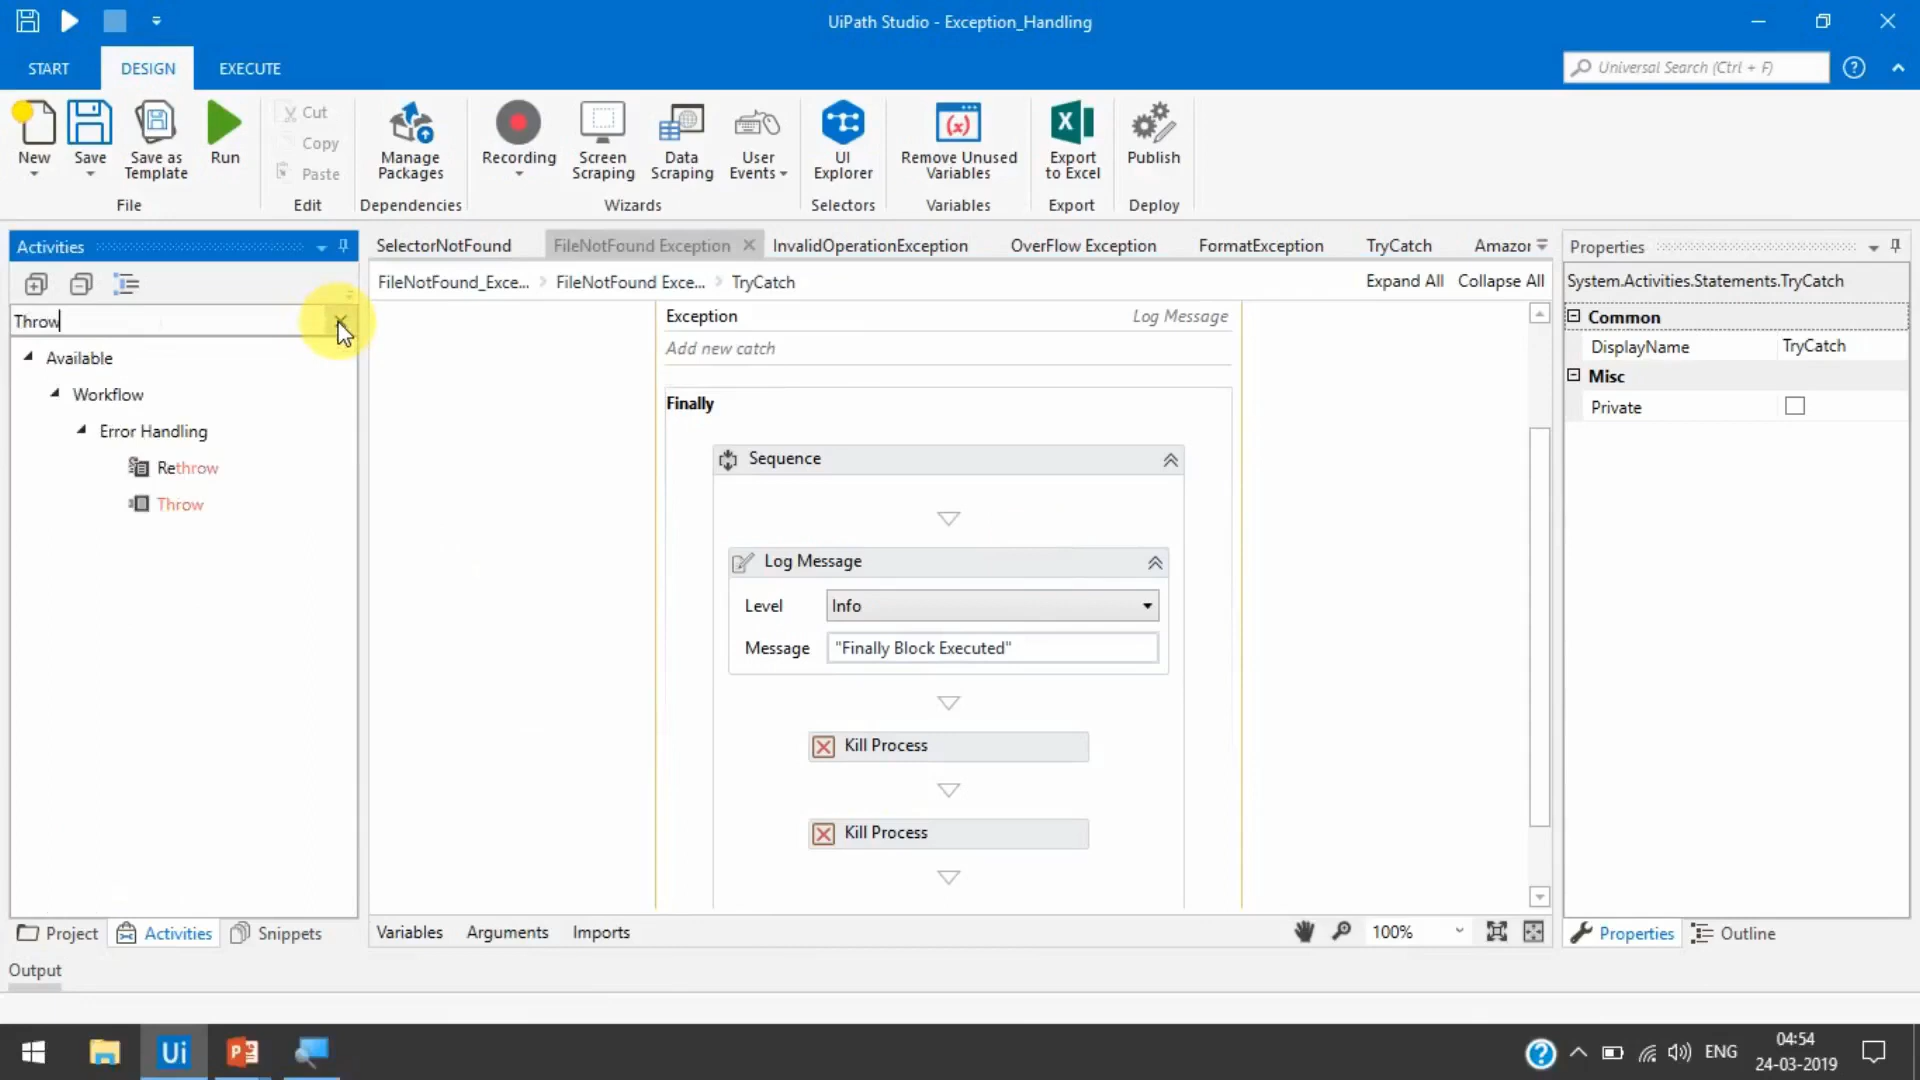 UiPath Studio - Exception_Handling
START
DESIGN
EXECUTE
Universal Search (Ctrl + F)
New
Save
Save as Template
Run
Cut
Copy
Paste
Manage Packages
Recording
Screen Scraping
Data Scraping
User Events
UI Explorer
Remove Unused Variables
Export to Excel
Publish
File
Edit
Dependencies
Wizards
Selectors
Variables
Export
Deploy
Activities
Throw
Available
Workflow
Error Handling
Rethrow
Throw
SelectorNotFound
FileNotFound Exception
InvalidOperationException
OverFlow Exception
FormatException
TryCatch
Amazor
FileNotFound_Exce...
FileNotFound Exce...
TryCatch
Expand All
Collapse All
Exception
Log Message
Add new catch
Finally
Sequence
Log Message
Level
Info
Message
"Finally Block Executed"
Kill Process
Kill Process
Properties
System.Activities.Statements.TryCatch
Common
DisplayName
TryCatch
Misc
Private
Project
Activities
Snippets
Variables
Arguments
Imports
100%
Properties
Outline
Output
Ui
ENG
04:54
24-03-2019